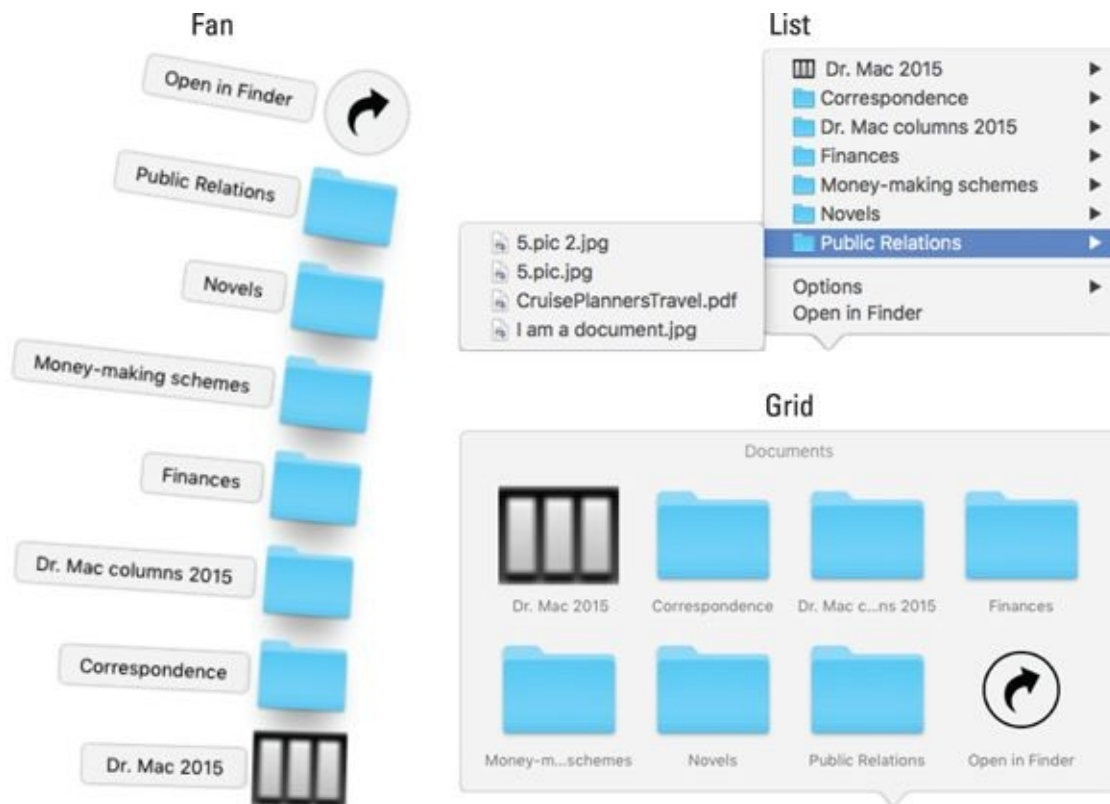 Fan
Open in Finder
Public Relations
Novels
Money-making schemes
Finances
Dr. Mac columns 2015
Correspondence
Dr. Mac 2015
List
Dr. Mac 2015
Correspondence
Dr. Mac columns 2015
Finances
Money-making schemes
Novels
Public Relations
Options
Open in Finder
5.pic 2.jpg
5.pic.jpg
CruisePlannersTravel.pdf
I am a document.jpg
Grid
Documents
Dr. Mac 2015 Correspondence Dr. Mac c...ns 2015 Finances
Money-m...schemes Novels Public Relations Open in Finder